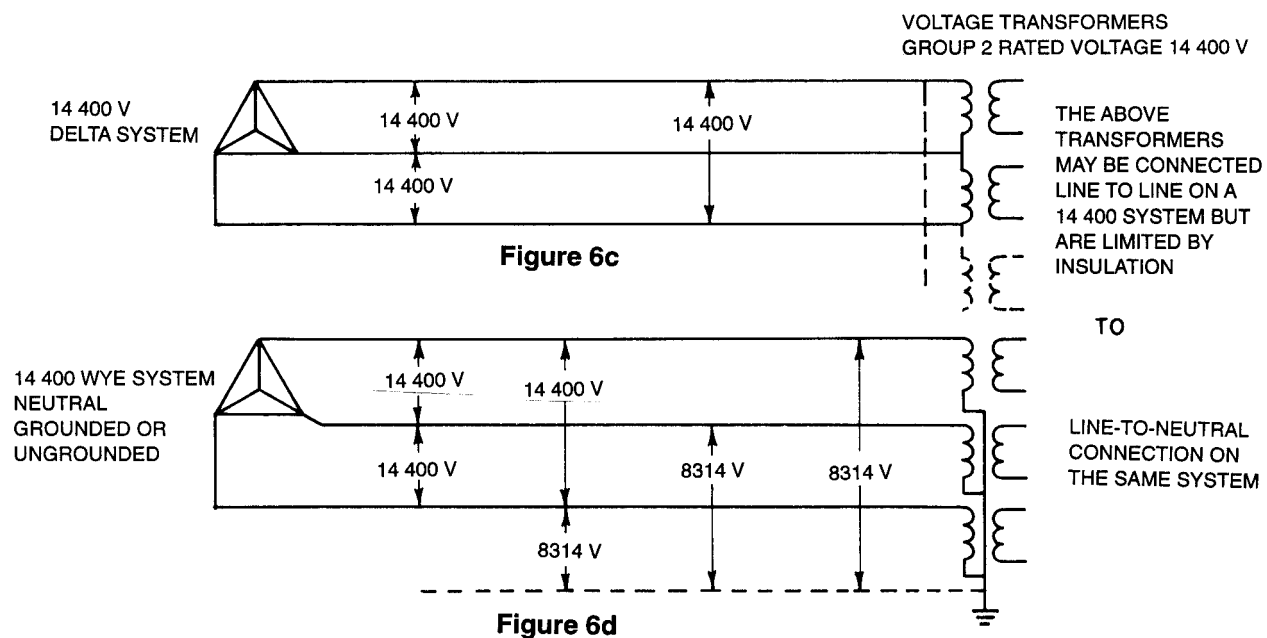 VOLTAGE TRANSFORMERS
GROUP 2 RATED VOLTAGE 14 400 V
14 400 V
DELTA SYSTEM
14 400 V
14 400 V
14 400 V
THE ABOVE
TRANSFORMERS
MAY BE CONNECTED
LINE TO LINE ON A
14 400 SYSTEM BUT
ARE LIMITED BY
INSULATION
Figure 6c
TO
14 400 WYE SYSTEM
NEUTRAL
GROUNDED OR
UNGROUNDED
14 400 V
14 400 V
14 400 V
8314 V
8314 V
8314 V
LINE-TO-NEUTRAL
CONNECTION ON
THE SAME SYSTEM
Figure 6d